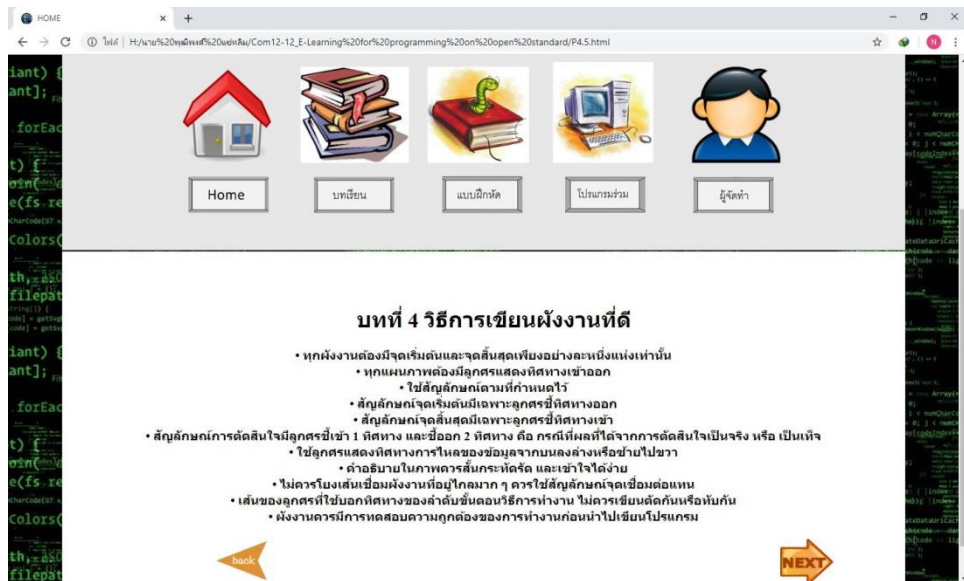 HOME
ไฟล์ | H:/นาย%20พุฒิพงศ์%20แซ่หลิม/Com12-12_E-Learning%20for%20programming%20on%20open%20standard/P4.5.html
N
Home
บทเรียน
แบบฝึกหัด
โปรแกรมร่วม
ผู้จัดทำ
บทที่ 4 วิธีการเขียนผังงานที่ดี
• ทุกผังงานต้องมีจุดเริ่มต้นและจุดสิ้นสุดเพียงอย่างละหนึ่งแห่งเท่านั้น
• ทุกแผนภาพต้องมีลูกศรแสดงทิศทางเข้าออก
• ใช้สัญลักษณ์ตามที่กำหนดไว้
• สัญลักษณ์จุดเริ่มต้นมีเฉพาะลูกศรชี้ทิศทางออก
• สัญลักษณ์จุดสิ้นสุดมีเฉพาะลูกศรชี้ทิศทางเข้า
• สัญลักษณ์การตัดสินใจมีลูกศรชี้เข้า 1 ทิศทาง และชี้ออก 2 ทิศทาง คือ กรณีที่ผลที่ได้จากการตัดสินใจเป็นจริง หรือ เป็นเท็จ
• ใช้ลูกศรชี้ทิศทางการไหลของข้อมูลจากบนลงล่างหรือซ้ายไปขวา
• คำอธิบายในภาพควรสั้นกระทัดรัด และเข้าใจได้ง่าย
• ไม่ควรโยงเส้นเชื่อมผังงานที่อยู่ไกลมาก ๆ ควรใช้สัญลักษณ์จุดเชื่อมต่อแทน
• เส้นของลูกศรที่ใช้บอกทิศทางของลำดับขั้นตอนวิธีการทำงาน ไม่ควรเขียนตัดกันหรือทับกัน
• ผังงานควรมีการทดสอบความถูกต้องของการทำงานก่อนนำไปเขียนโปรแกรม
back
NEXT